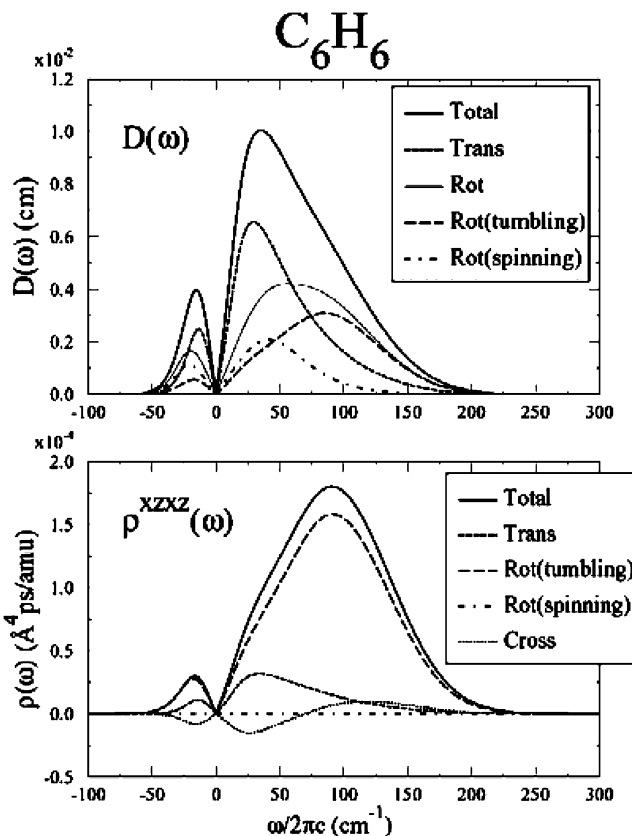 C₆H₆
×10⁻²
1.2
1.0
0.8
0.6
0.4
0.2
0.0
D(ω) (cm)
D(ω)
Total
Trans
Rot
Rot(tumbling)
Rot(spinning)
-100 -50 0 50 100 150 200 250 300
×10⁻⁴
2.0
1.5
1.0
0.5
0.0
-0.5
ρ(ω) (Å⁴ps/amu)
ρˣᶻˣᶻ(ω)
Total
Trans
Rot(tumbling)
Rot(spinning)
Cross
-100 -50 0 50 100 150 200 250 300
ω/2πc (cm⁻¹)